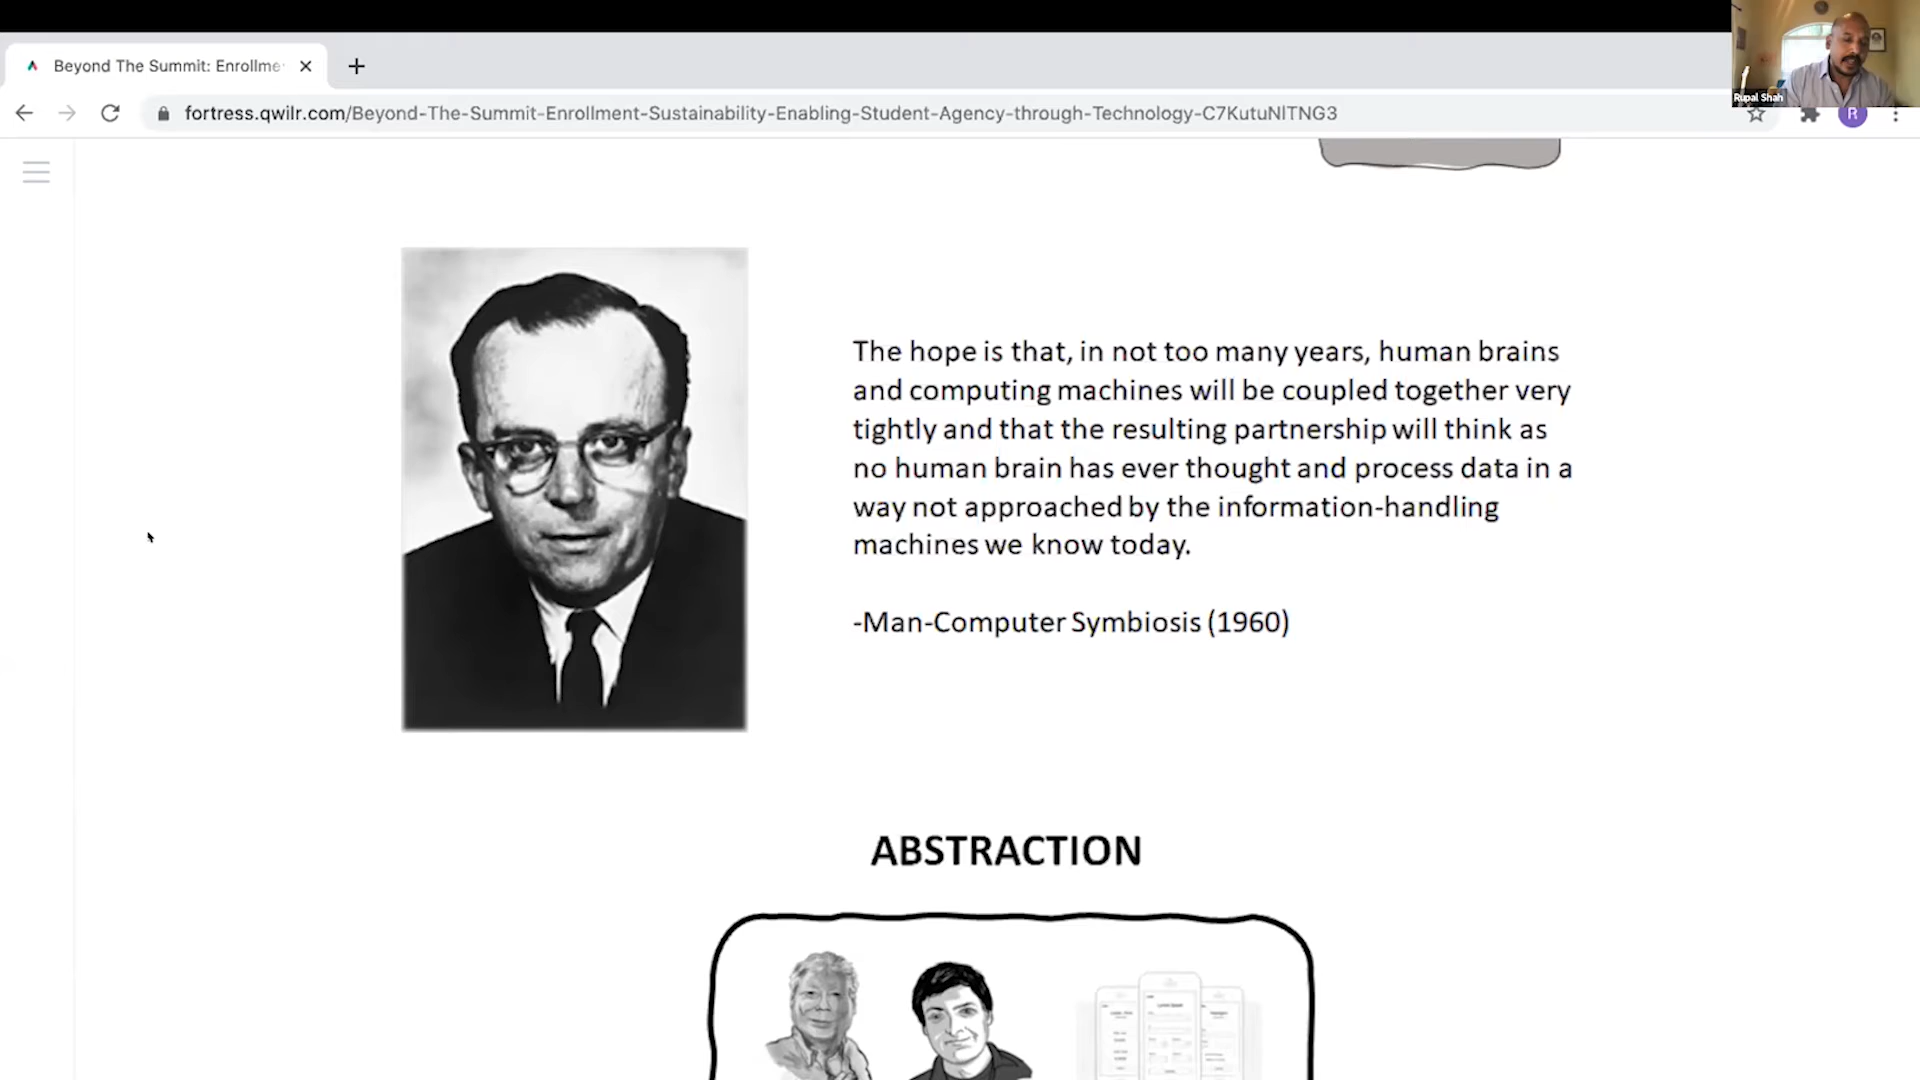 Beyond The Summit: Enrollme
fortress.qwilr.com/Beyond-The-Summit-Enrollment-Sustainability-Enabling-Student-Agency-through-Technology-C7KutuNlTNG3
Rupal Shah
R
The hope is that, in not too many years, human brains
and computing machines will be coupled together very
tightly and that the resulting partnership will think as
no human brain has ever thought and process data in a
way not approached by the information-handling
machines we know today.
-Man-Computer Symbiosis (1960)
ABSTRACTION